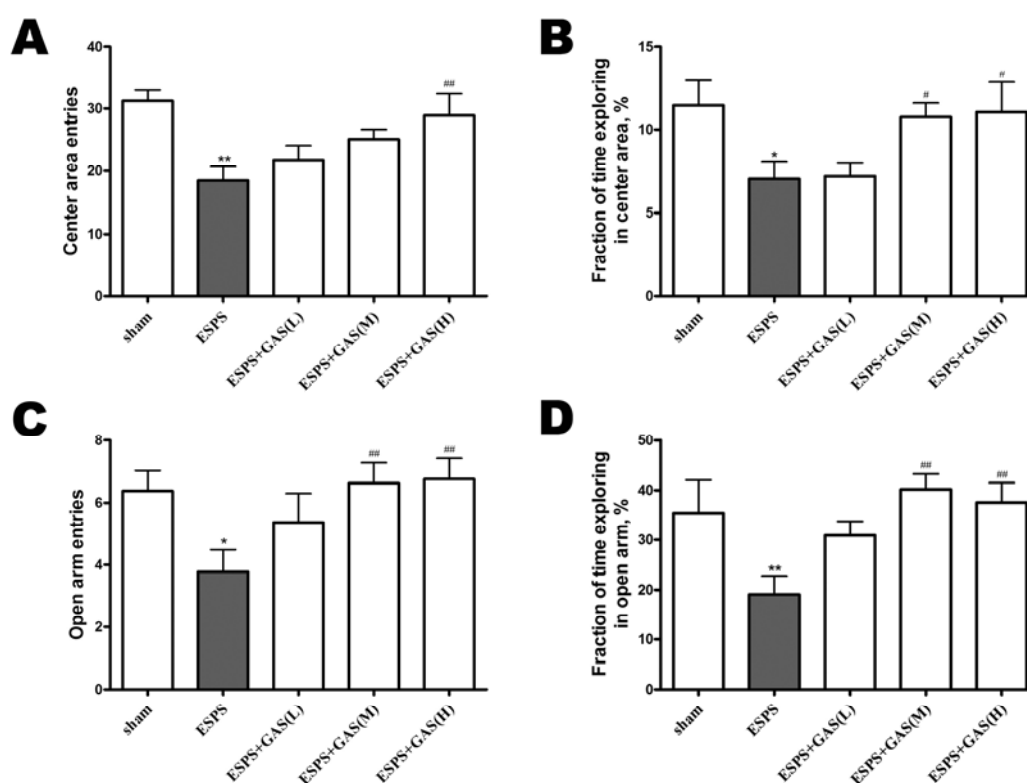 A
Center area entries
40
30
20
10
0
**
##
sham
ESPS
ESPS+GAS(L)
ESPS+GAS(M)
ESPS+GAS(H)
B
Fraction of time exploring
in center area, %
15
10
5
0
*
#
#
sham
ESPS
ESPS+GAS(L)
ESPS+GAS(M)
ESPS+GAS(H)
C
Open arm entries
8
6
4
2
0
*
##
##
sham
ESPS
ESPS+GAS(L)
ESPS+GAS(M)
ESPS+GAS(H)
D
Fraction of time exploring
in open arm, %
50
40
30
20
10
0
**
##
##
sham
ESPS
ESPS+GAS(L)
ESPS+GAS(M)
ESPS+GAS(H)